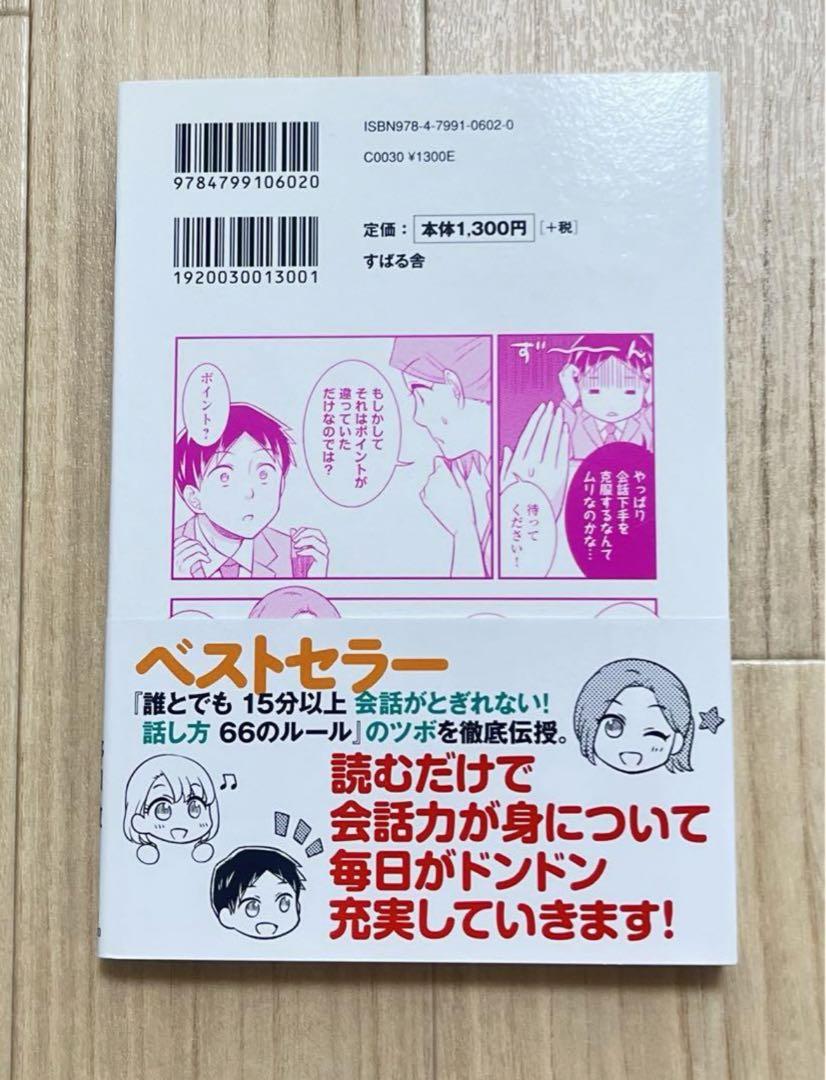 ISBN978-4-7991-0602-0
C0030 ¥1300E
9784799106020
定価：本体1,300円[+税]
すばる舎
1920030013001
ず〜〜ん
やっぱり
会話下手を
克服するなんて
ムリなのかな…
待って
ください！
もしかして
それはポイントが
違っていた
だけなのでは？
ポイント？
ベストセラー
『誰とでも 15分以上 会話がとぎれない！
話し方 66のルール』のツボを徹底伝授。
読むだけで
会話力が身について
毎日がドンドン
充実していきます！